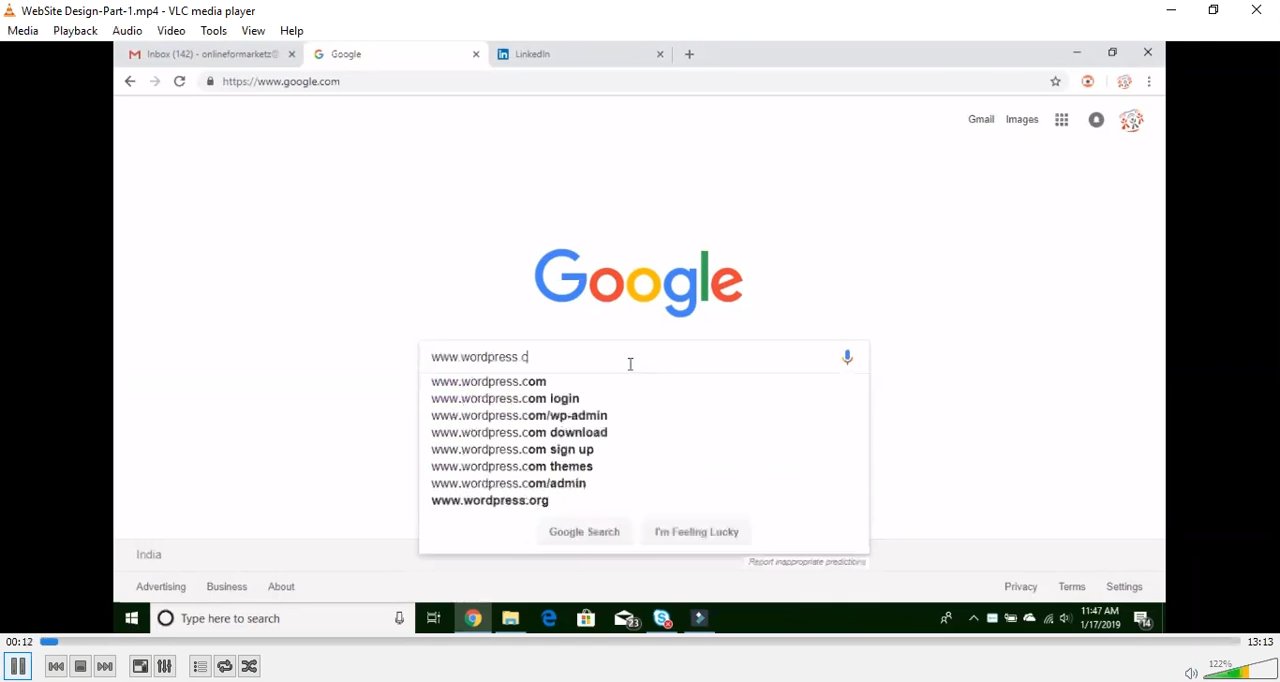 WebSite Design-Part-1.mp4 - VLC media player
Media Playback Audio Video View Tools Help
Inbox (142) - onlineformarketz@ Google LinkedIn
https://www.google.com
Gmail Images
Google
www.wordpress.c
www.wordpress.com
www.wordpress.com login
www.wordpress.com/wp-admin
www.wordpress.com download
www.wordpress.com sign up
www.wordpress.com themes
www.wordpress.com/admin
www.wordpress.org
Google Search I'm Feeling Lucky
Report inappropriate predictions
India
Advertising Business About Privacy Terms Settings
Type here to search 23 11:47 AM
1/17/2019 14
00:12 13:13
122%